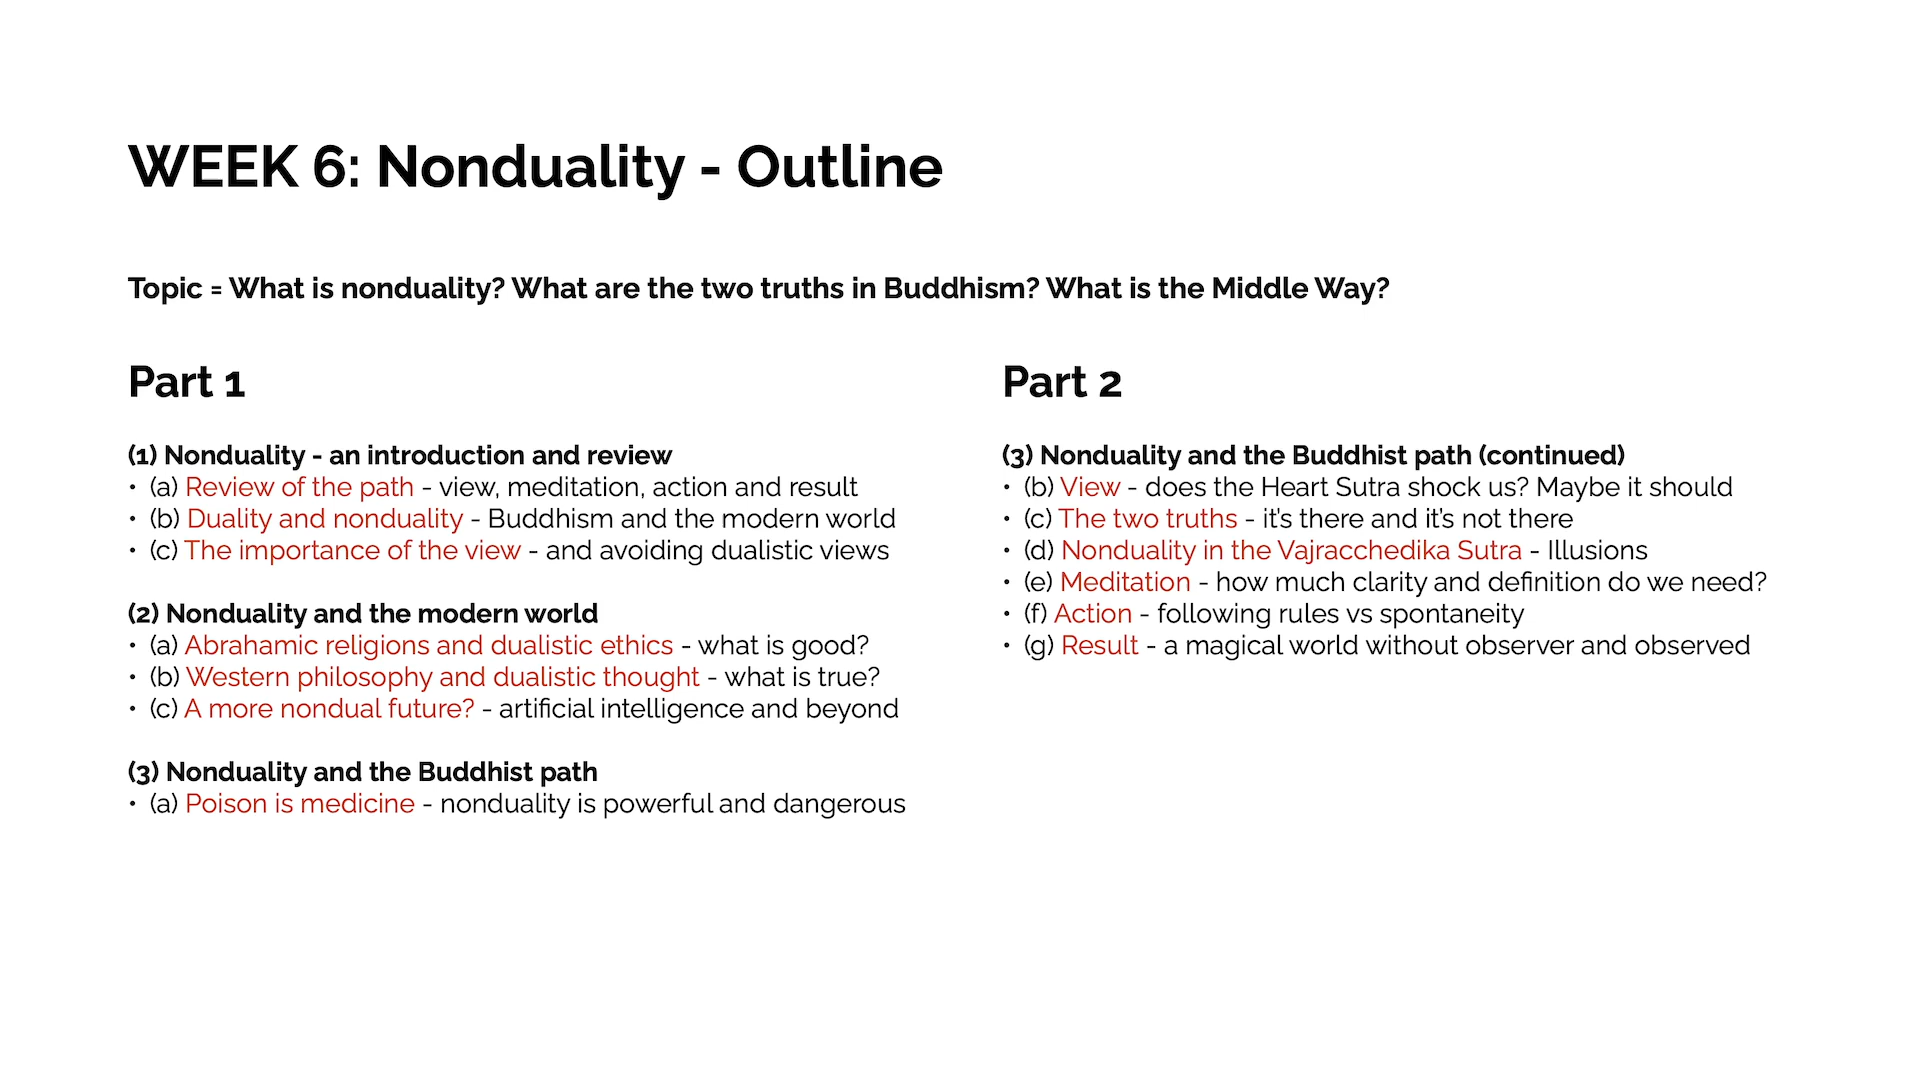 WEEK 6: Nonduality - Outline
Topic = What is nonduality? What are the two truths in Buddhism? What is the Middle Way?
Part 1
(1) Nonduality - an introduction and review
• (a) Review of the path - view, meditation, action and result
• (b) Duality and nonduality - Buddhism and the modern world
• (c) The importance of the view - and avoiding dualistic views
(2) Nonduality and the modern world
• (a) Abrahamic religions and dualistic ethics - what is good?
• (b) Western philosophy and dualistic thought - what is true?
• (c) A more nondual future? - artificial intelligence and beyond
(3) Nonduality and the Buddhist path
• (a) Poison is medicine - nonduality is powerful and dangerous
Part 2
(3) Nonduality and the Buddhist path (continued)
• (b) View - does the Heart Sutra shock us? Maybe it should
• (c) The two truths - it's there and it's not there
• (d) Nonduality in the Vajracchedika Sutra - Illusions
• (e) Meditation - how much clarity and definition do we need?
• (f) Action - following rules vs spontaneity
• (g) Result - a magical world without observer and observed